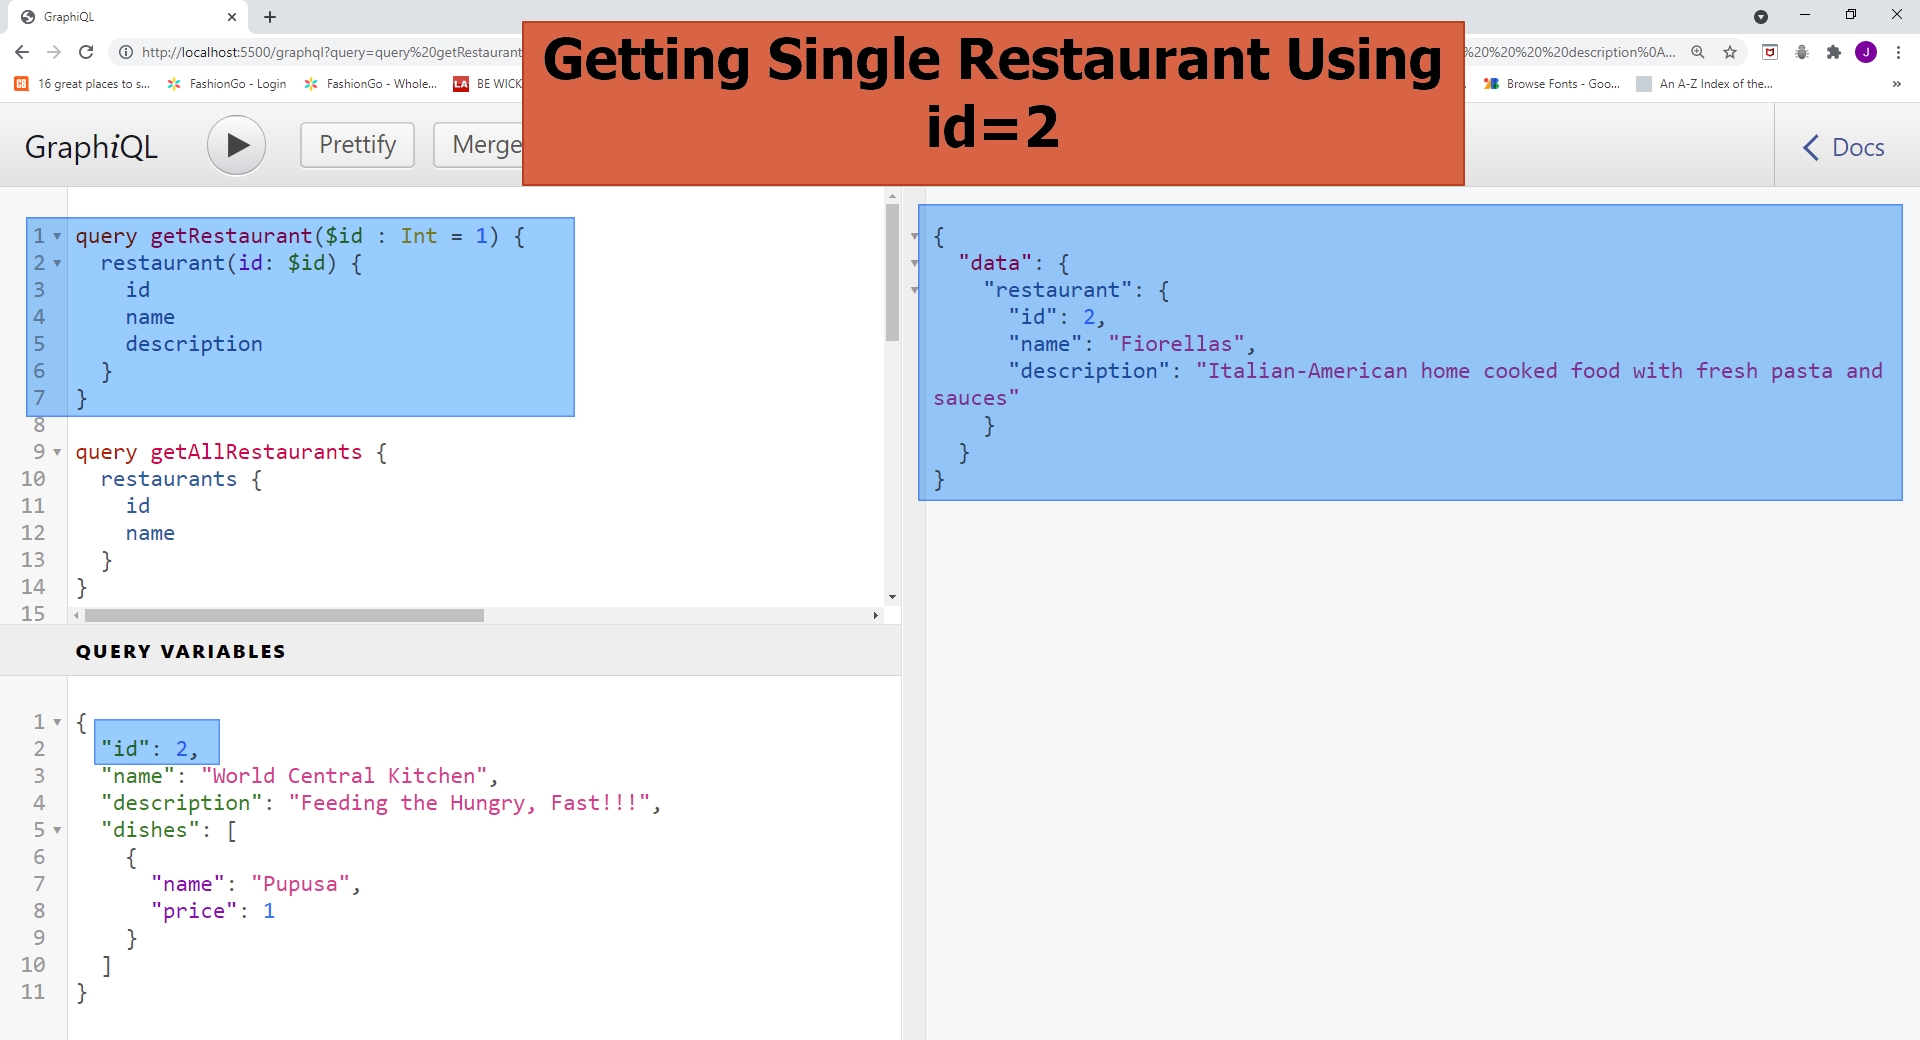 GraphiQL
http://localhost:5500/graphql?query=query%20getRestaurant
%20%20%20%20description%0A...
16 great places to s...
FashionGo - Login
FashionGo - Whole...
BE WICK
Browse Fonts - Goo...
An A-Z Index of the...
»
J
Getting Single Restaurant Using
id=2
GraphiQL
Prettify
Merge
Docs
1 query getRestaurant($id : Int = 1) {
2 restaurant(id: $id) {
3 id
4 name
5 description
6 }
7 }
8
9 query getAllRestaurants {
10 restaurants {
11 id
12 name
13 }
14 }
15
QUERY VARIABLES
1 {
2 "id": 2,
3 "name": "World Central Kitchen",
4 "description": "Feeding the Hungry, Fast!!!",
5 "dishes": [
6 {
7 "name": "Pupusa",
8 "price": 1
9 }
10 ]
11 }
{
"data": {
"restaurant": {
"id": 2,
"name": "Fiorellas",
"description": "Italian-American home cooked food with fresh pasta and
sauces"
}
}
}